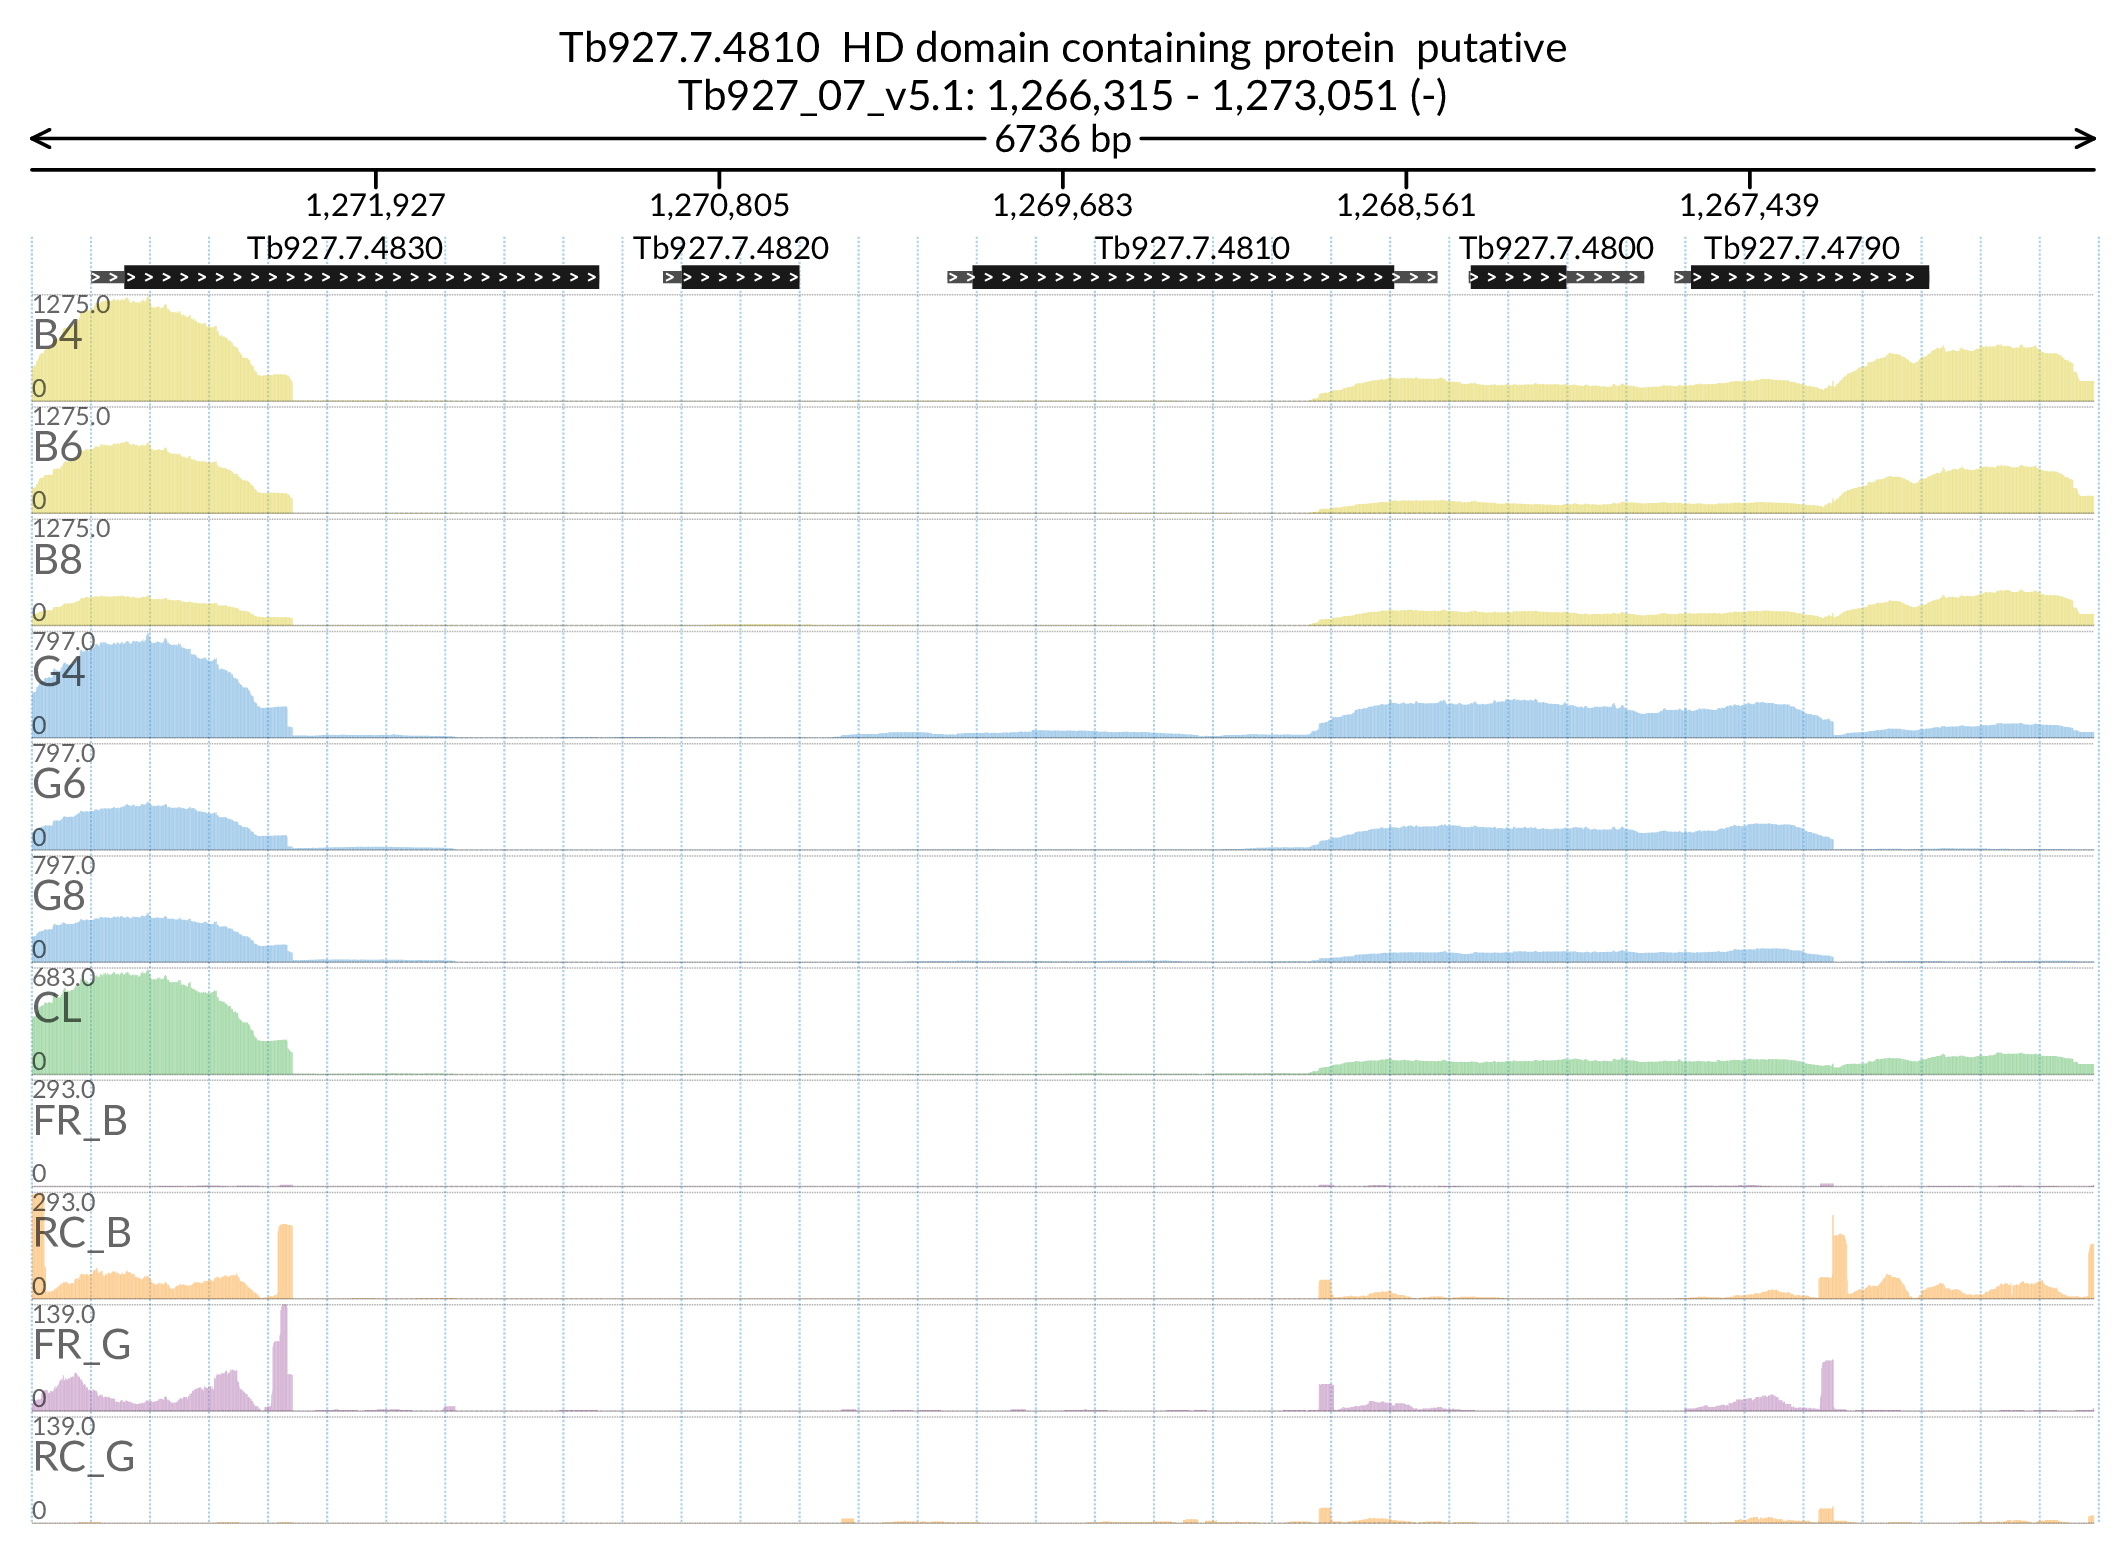 Tb927.7.4810  HD domain containing protein  putative
Tb927_07_v5.1: 1,266,315 - 1,273,051 (-)
6736 bp
1,271,927 1,270,805 1,269,683 1,268,561 1,267,439
Tb927.7.4830 Tb927.7.4820 Tb927.7.4810 Tb927.7.4800 Tb927.7.4790
1275.0
B4
0
1275.0
B6
0
1275.0
B8
0
797.0
G4
0
797.0
G6
0
797.0
G8
0
683.0
CL
0
293.0
FR_B
0
293.0
RC_B
0
139.0
FR_G
0
139.0
RC_G
0